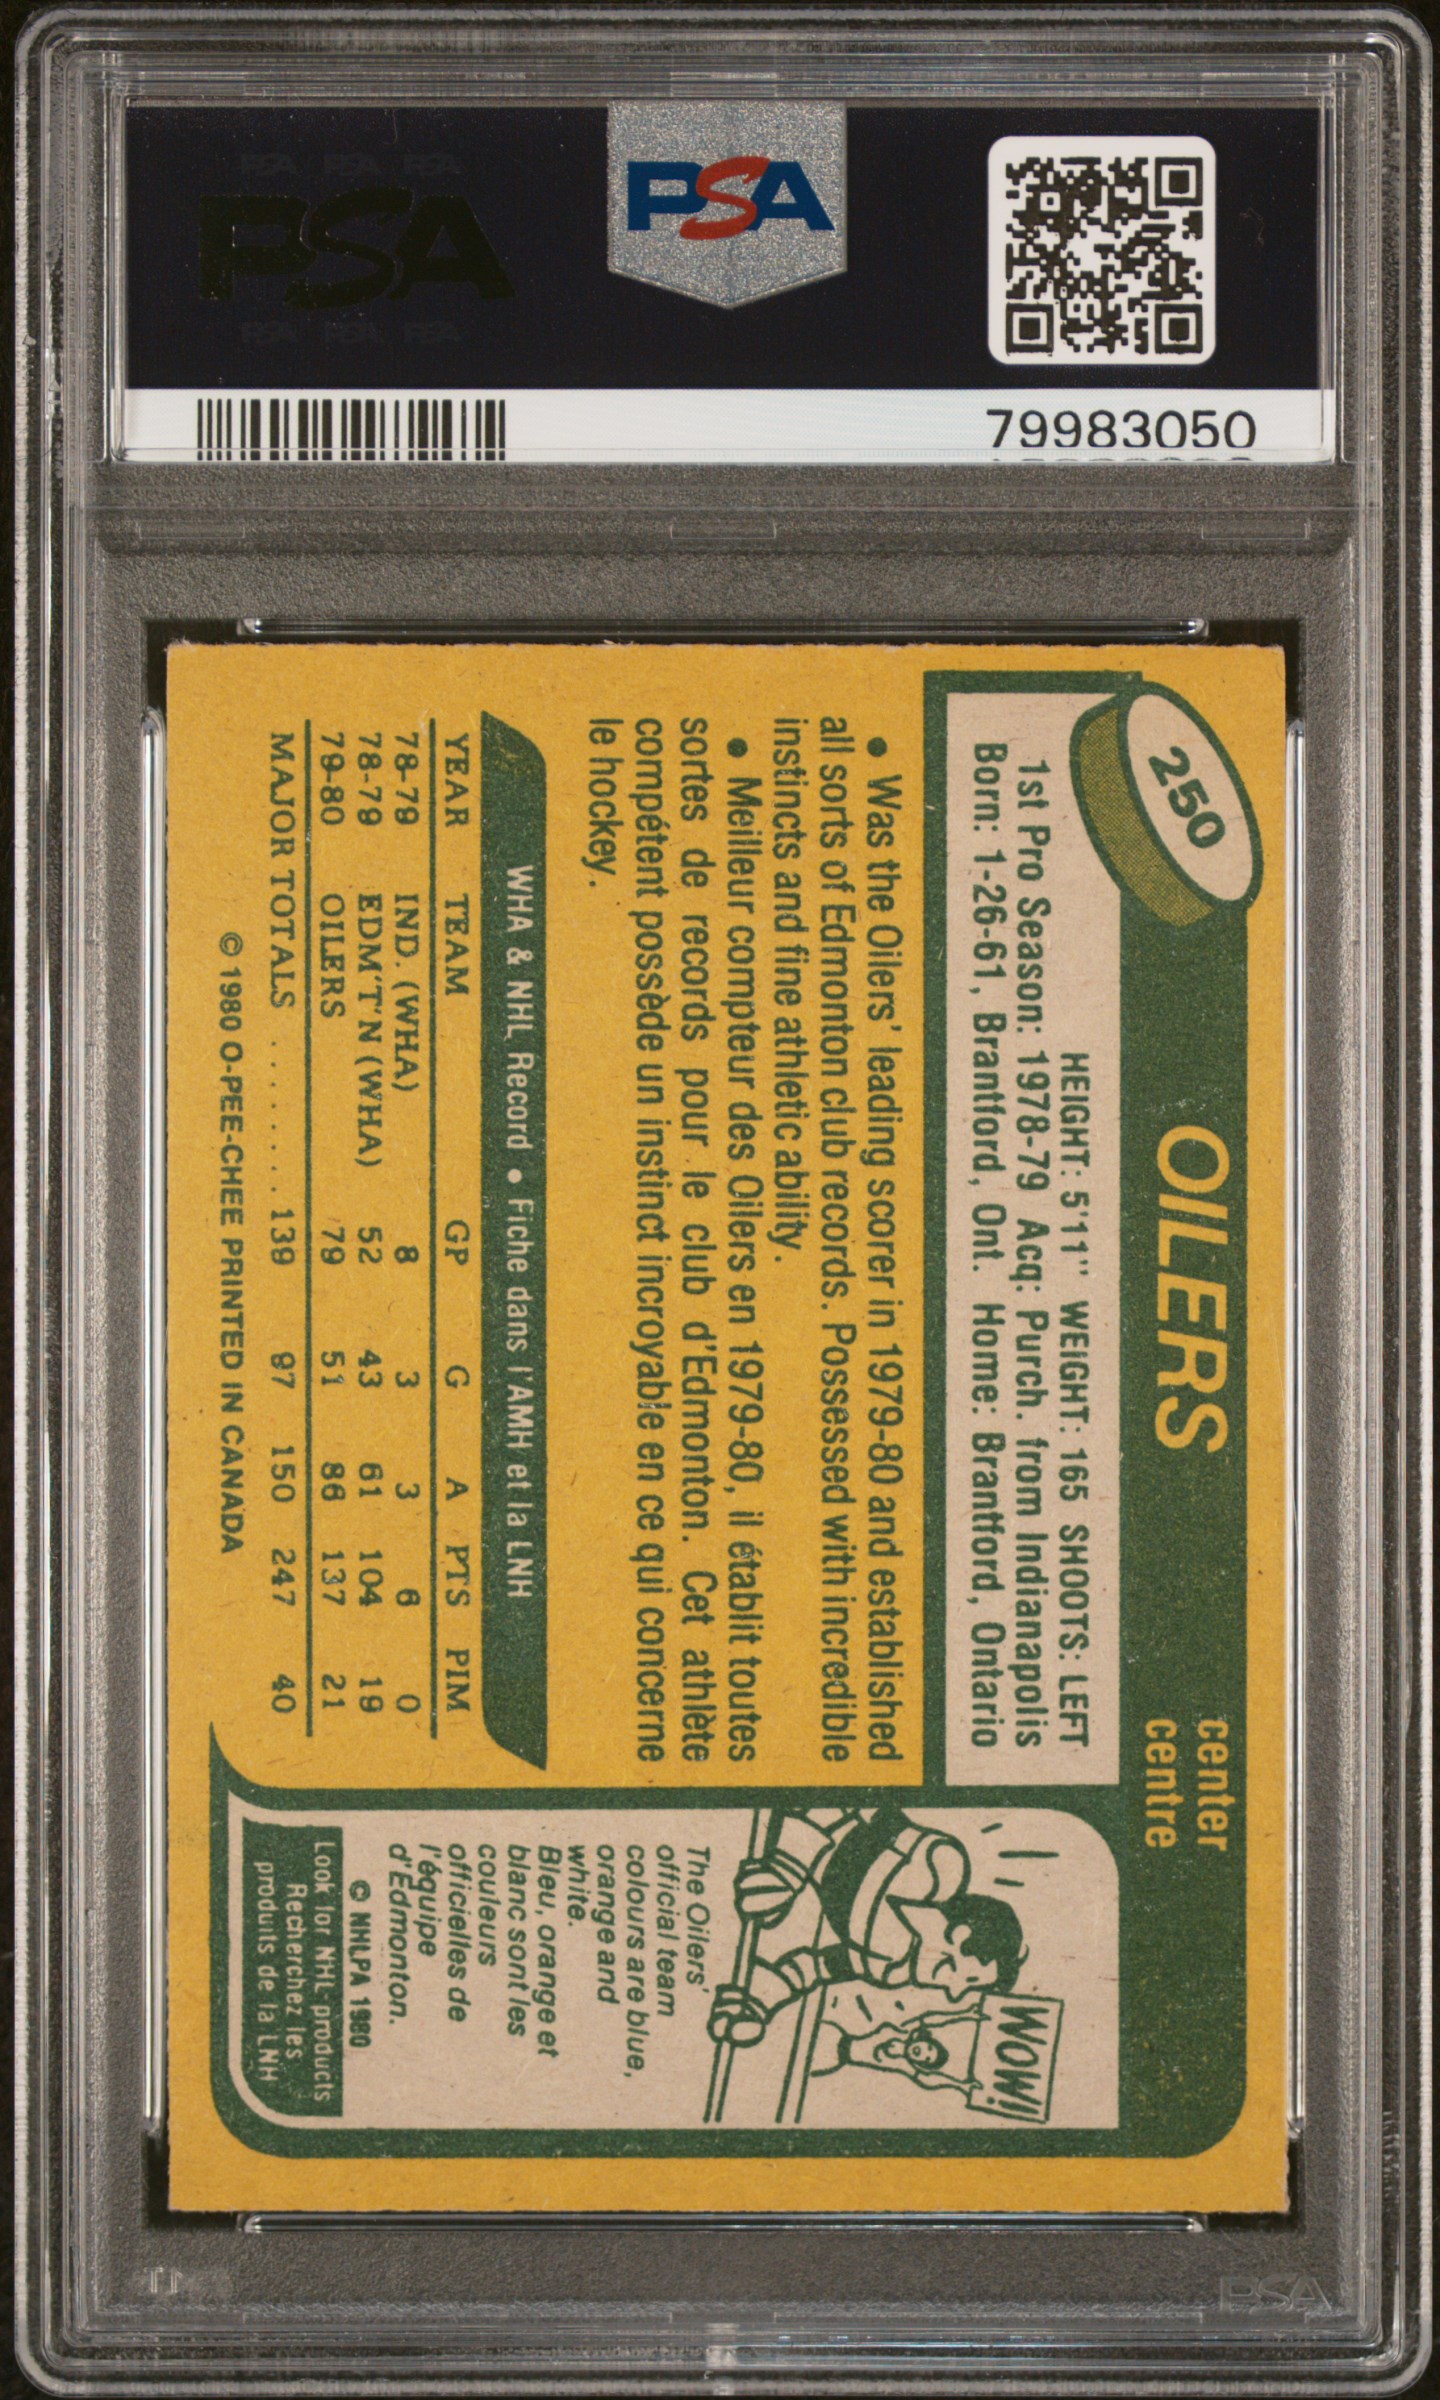 PSA PSA PSA
PSA
PSA PSA PSA
PSA
79983050
250
OILERS
center
centre
HEIGHT: 5'11" WEIGHT: 165 SHOOTS: LEFT
1st Pro Season: 1978-79 Acq: Purch. from Indianapolis
Born: 1-26-61, Brantford, Ont. Home: Brantford, Ontario
• Was the Oilers' leading scorer in 1979-80 and established
all sorts of Edmonton club records. Possessed with incredible
instincts and fine athletic ability.
• Meilleur compteur des Oilers en 1979-80, il établit toutes
sortes de records pour le club d'Edmonton. Cet athlète
compétent possède un instinct incroyable en ce qui concerne
le hockey.
WHA & NHL Record • Fiche dans l'AMH et la LNH
YEAR TEAM GP G A PTS PIM
78-79 IND. (WHA) 8 3 3 6 0
78-79 EDM'T'N (WHA) 52 43 61 104 19
79-80 OILERS 79 51 86 137 21
MAJOR TOTALS ........ 139 97 150 247 40
© 1980 O-PEE-CHEE PRINTED IN CANADA
WOW!
The Oilers'
official team
colours are blue,
orange and
white.
Bleu, orange et
blanc sont les
couleurs
officielles de
l'équipe
d'Edmonton.
© NHLPA 1980
Look for NHL products
Recherchez les
produits de la LNH
PSA